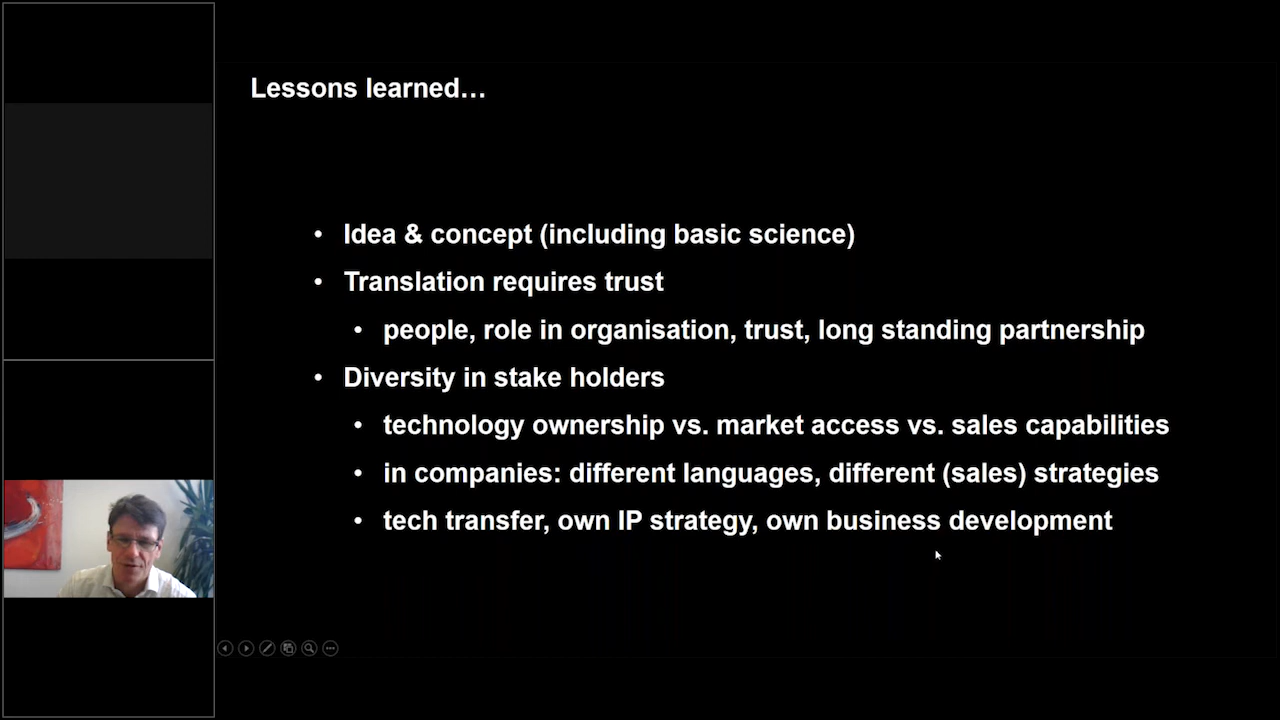 Lessons learned…
• Idea & concept (including basic science)
• Translation requires trust
• people, role in organisation, trust, long standing partnership
• Diversity in stake holders
• technology ownership vs. market access vs. sales capabilities
• in companies: different languages, different (sales) strategies
• tech transfer, own IP strategy, own business development